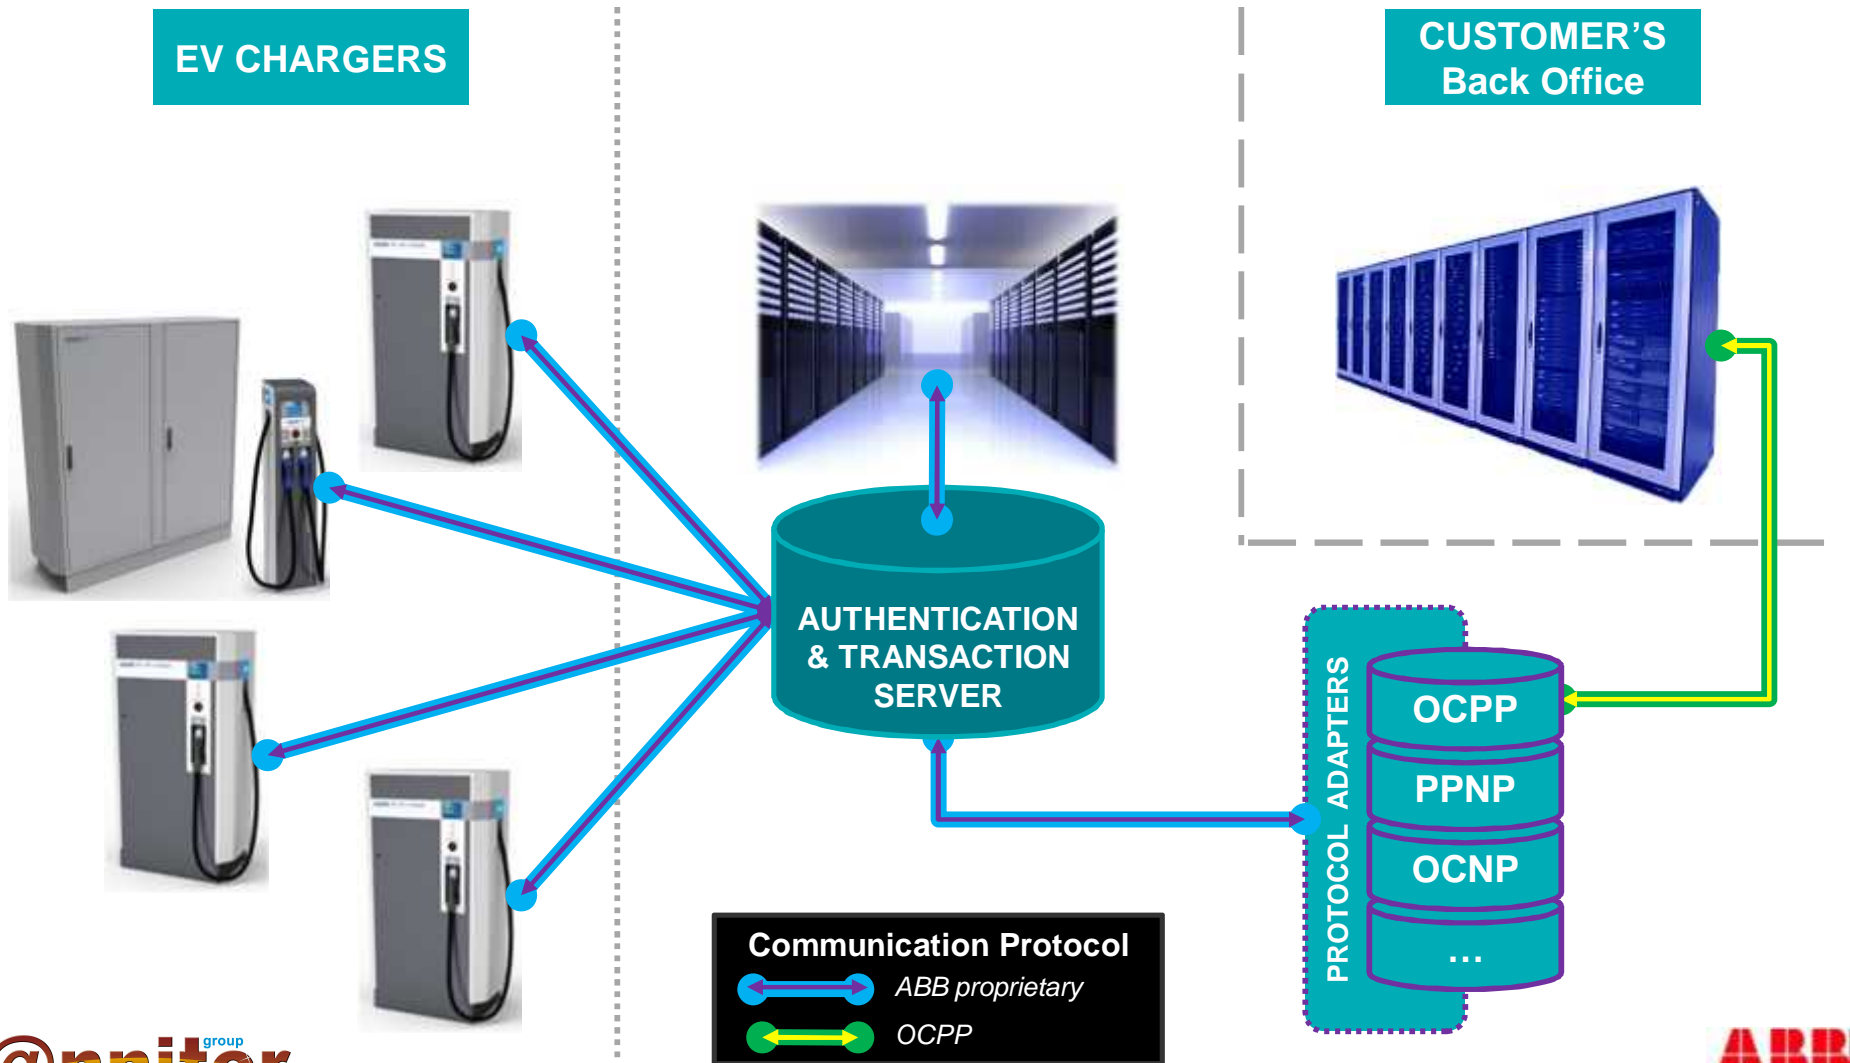 EV CHARGERS
CUSTOMER'S
Back Office
AUTHENTICATION
& TRANSACTION
SERVER
PROTOCOL ADAPTERS
OCPP
PPNP
OCNP
...
Communication Protocol
ABB proprietary
OCPP
group
ABB